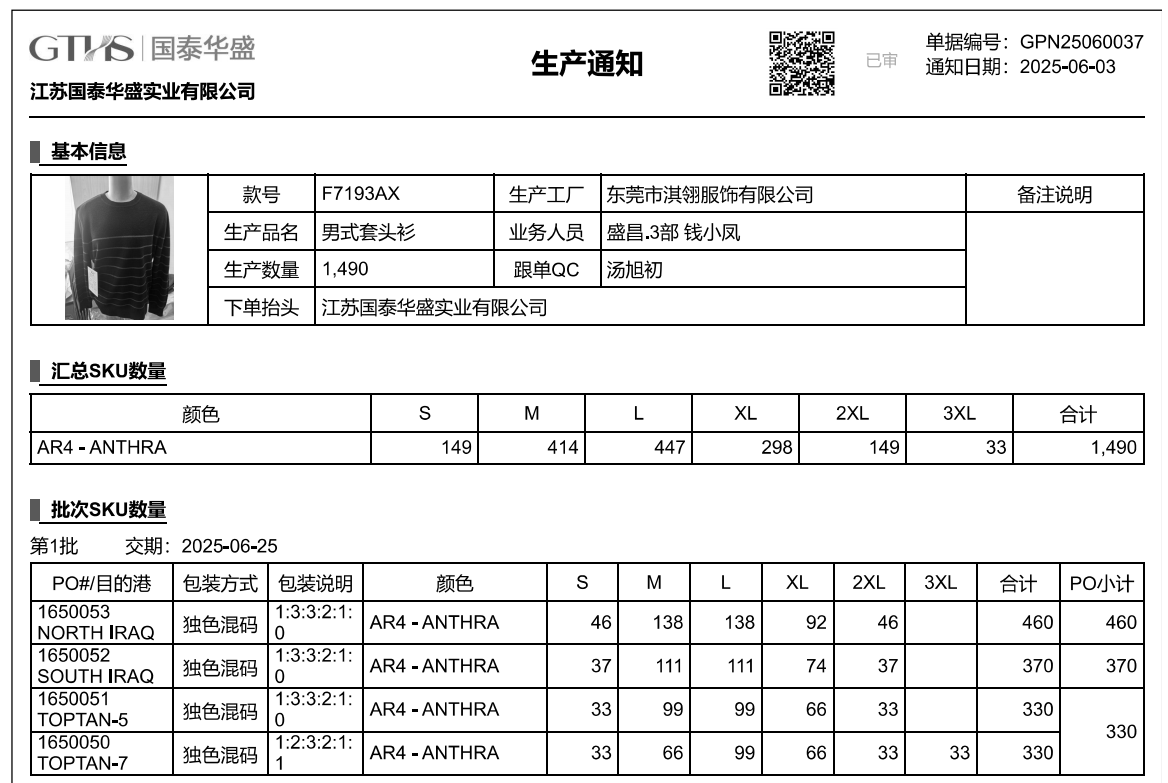 GTHS 国泰华盛
江苏国泰华盛实业有限公司
生产通知
已审
单据编号： GPN25060037
通知日期： 2025-06-03
基本信息
款号 F7193AX 生产工厂 东莞市淇翎服饰有限公司 备注说明
生产品名 男式套头衫 业务人员 盛昌.3部 钱小凤
生产数量 1,490 跟单QC 汤旭初
下单抬头 江苏国泰华盛实业有限公司
汇总SKU数量
颜色 S M L XL 2XL 3XL 合计
AR4 - ANTHRA 149 414 447 298 149 33 1,490
批次SKU数量
第1批 交期： 2025-06-25
PO#/目的港 包装方式 包装说明 颜色 S M L XL 2XL 3XL 合计 PO小计
1650053 NORTH IRAQ 独色混码 1:3:3:2:1:0 AR4 - ANTHRA 46 138 138 92 46 460 460
1650052 SOUTH IRAQ 独色混码 1:3:3:2:1:0 AR4 - ANTHRA 37 111 111 74 37 370 370
1650051 TOPTAN-5 独色混码 1:3:3:2:1:0 AR4 - ANTHRA 33 99 99 66 33 330 330
1650050 TOPTAN-7 独色混码 1:2:3:2:1:1 AR4 - ANTHRA 33 66 99 66 33 33 330